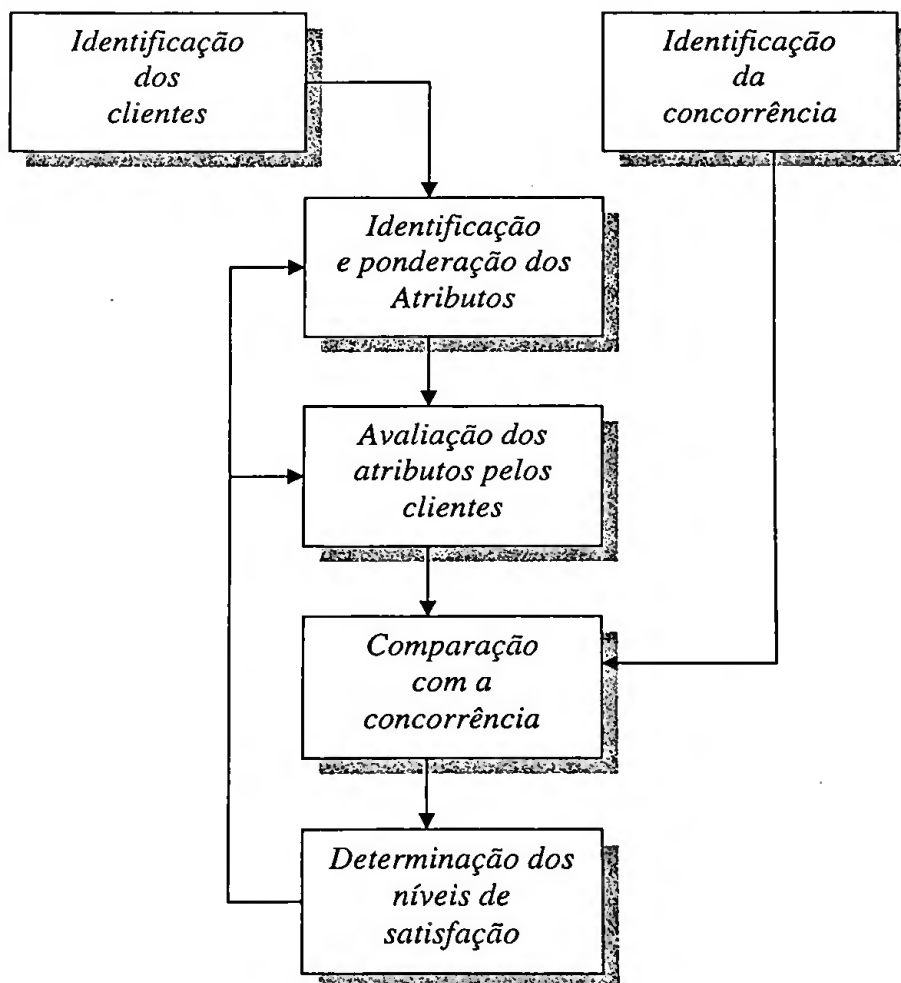 Identificação
dos
clientes
Identificação
da
concorrência
Identificação
e ponderação dos
Atributos
Avaliação dos
atributos pelos
clientes
Comparação
com a
concorrência
Determinação dos
níveis de
satisfação